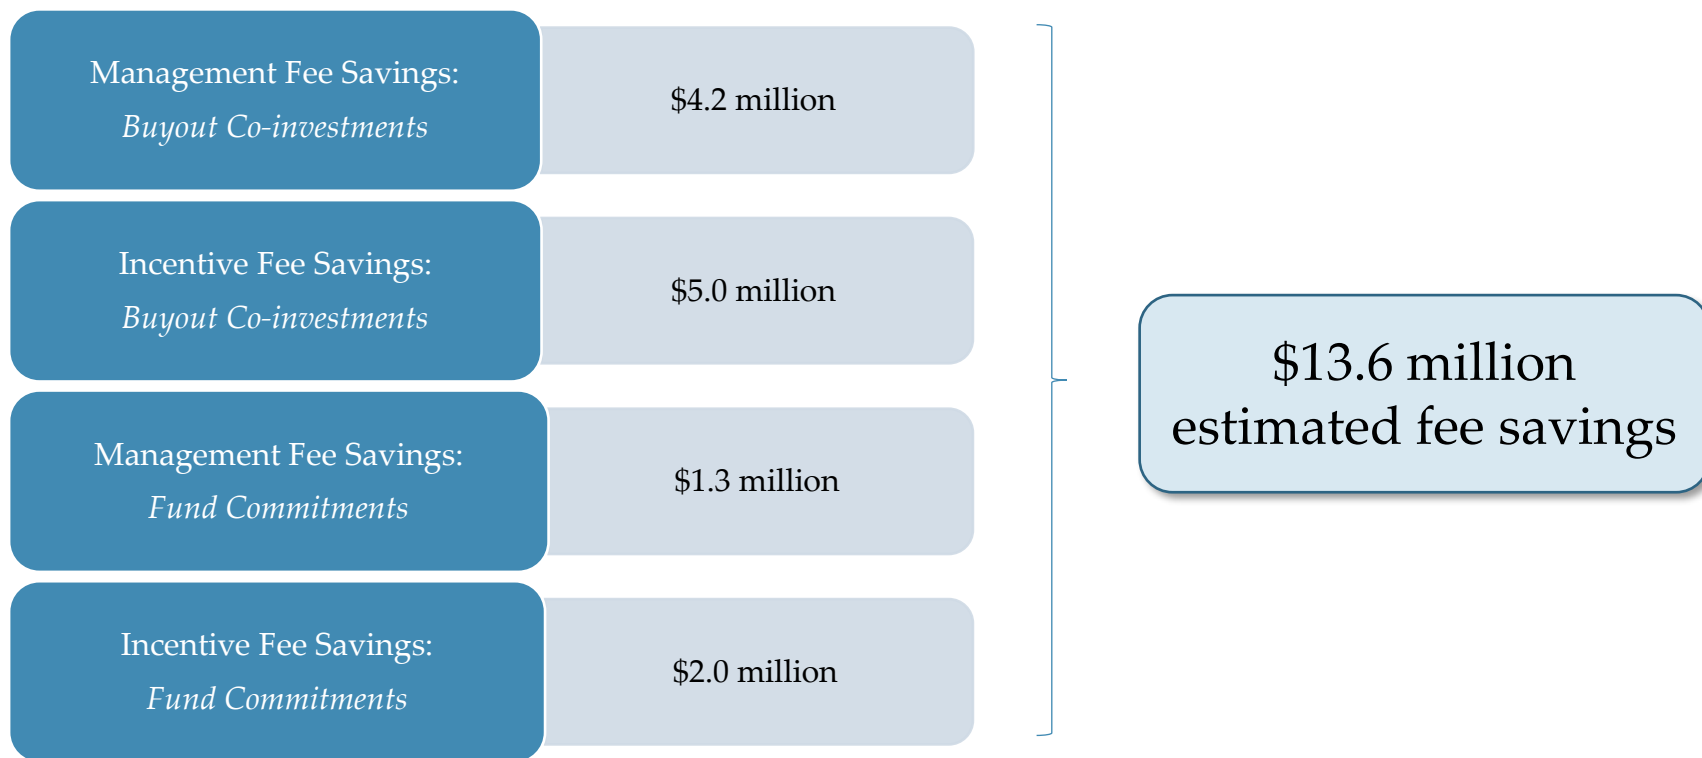 Management Fee Savings:
Buyout Co-investments
$4.2 million
Incentive Fee Savings:
Buyout Co-investments
$5.0 million
Management Fee Savings:
Fund Commitments
$1.3 million
Incentive Fee Savings:
Fund Commitments
$2.0 million
$13.6 million
estimated fee savings